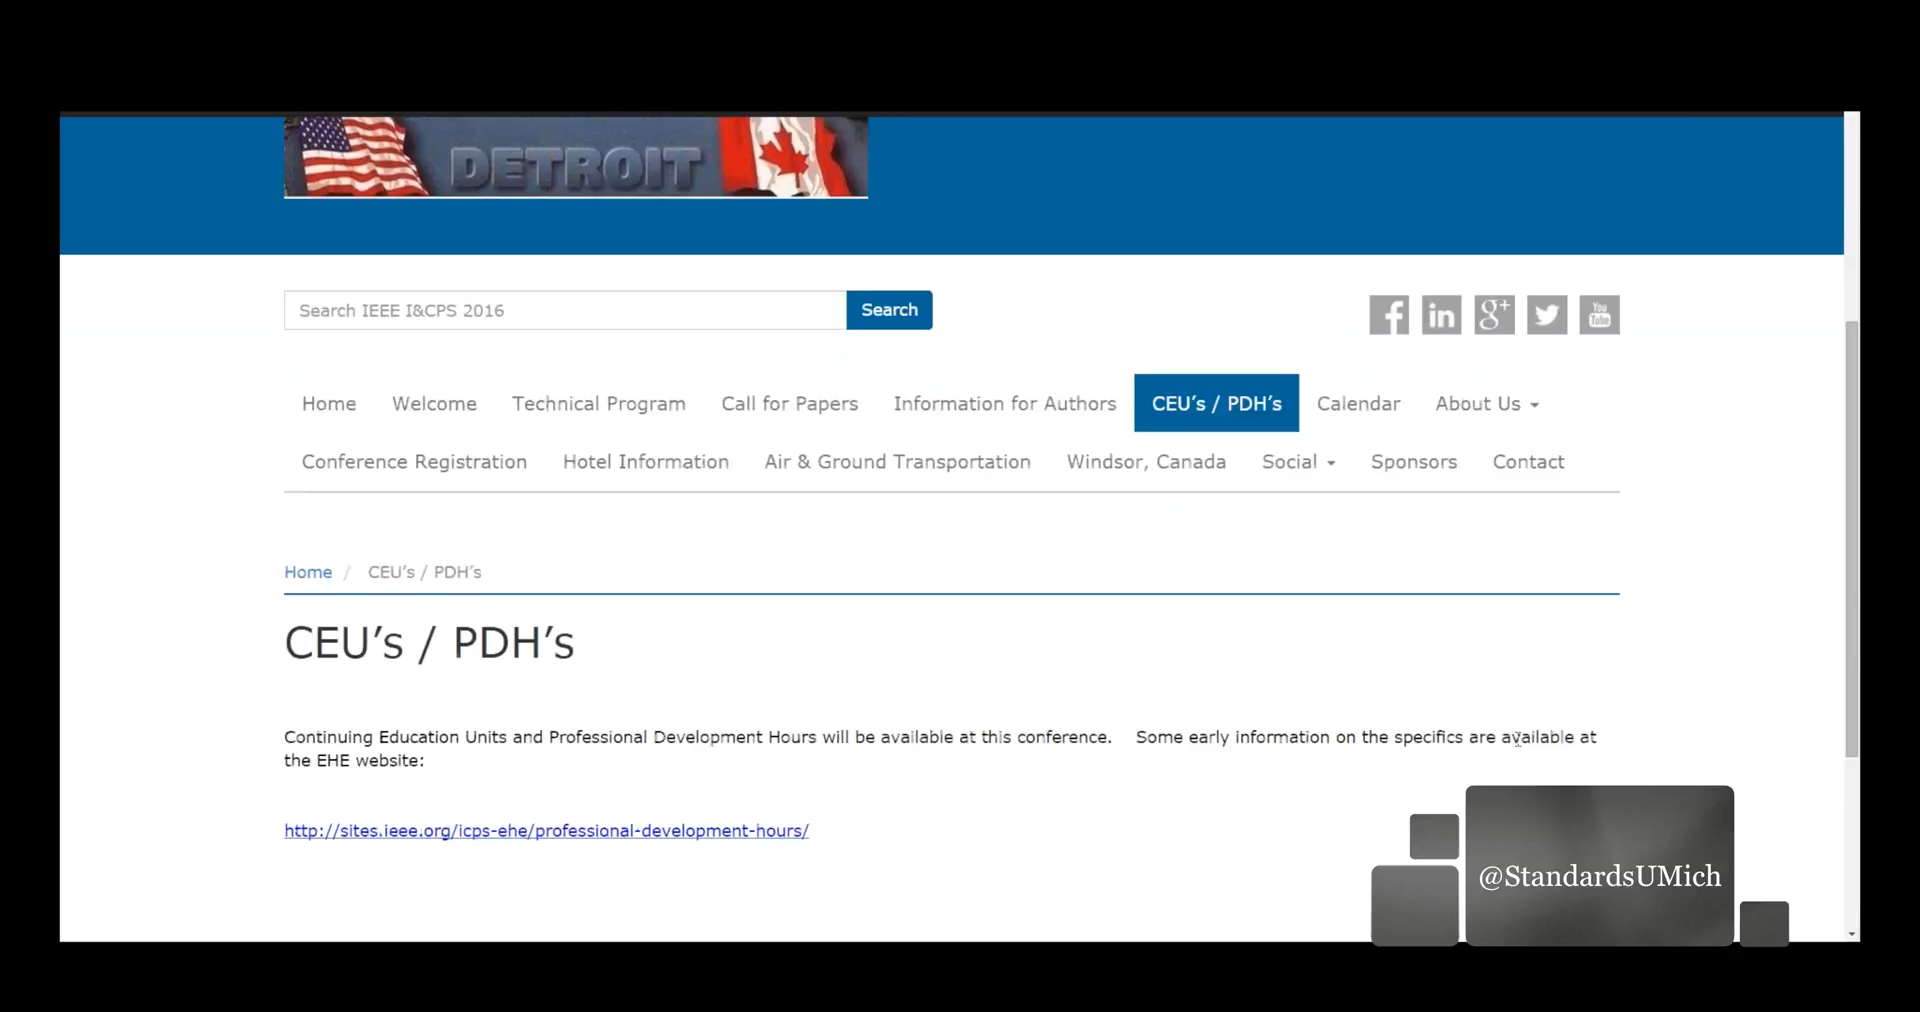 DETROIT
Search IEEE I&CPS 2016
Search
f in g+ You Tube
Home Welcome Technical Program Call for Papers Information for Authors CEU's / PDH's Calendar About Us
Conference Registration Hotel Information Air & Ground Transportation Windsor, Canada Social Sponsors Contact
Home / CEU's / PDH's
CEU's / PDH's
Continuing Education Units and Professional Development Hours will be available at this conference. Some early information on the specifics are available at
the EHE website:
http://sites.ieee.org/icps-ehe/professional-development-hours/
@StandardsUMich